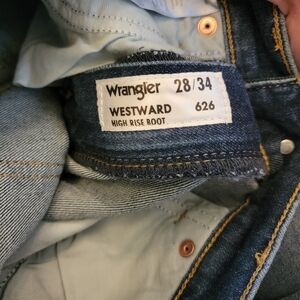 Wrangler 28/34
WESTWARD 626
HIGH RISE BOOT